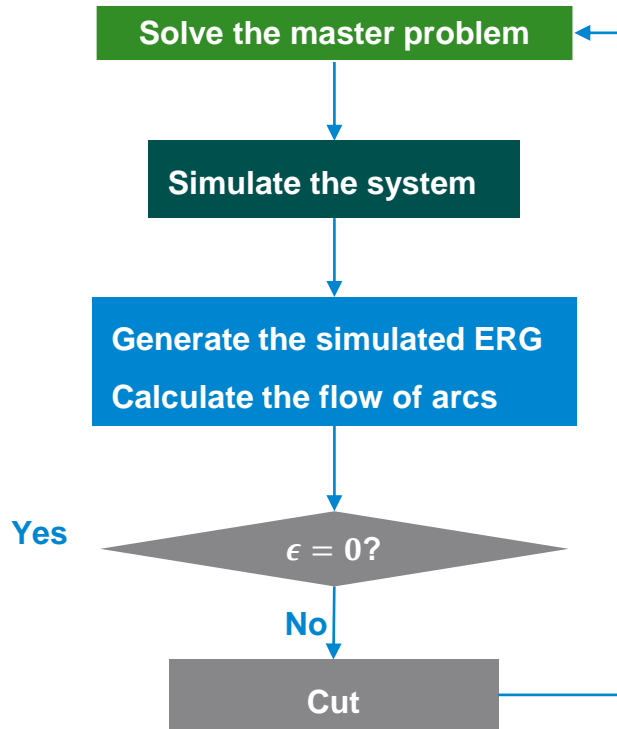 Solve the master problem
Simulate the system
Generate the simulated ERG
Calculate the flow of arcs
Yes
ϵ = 0?
No
Cut